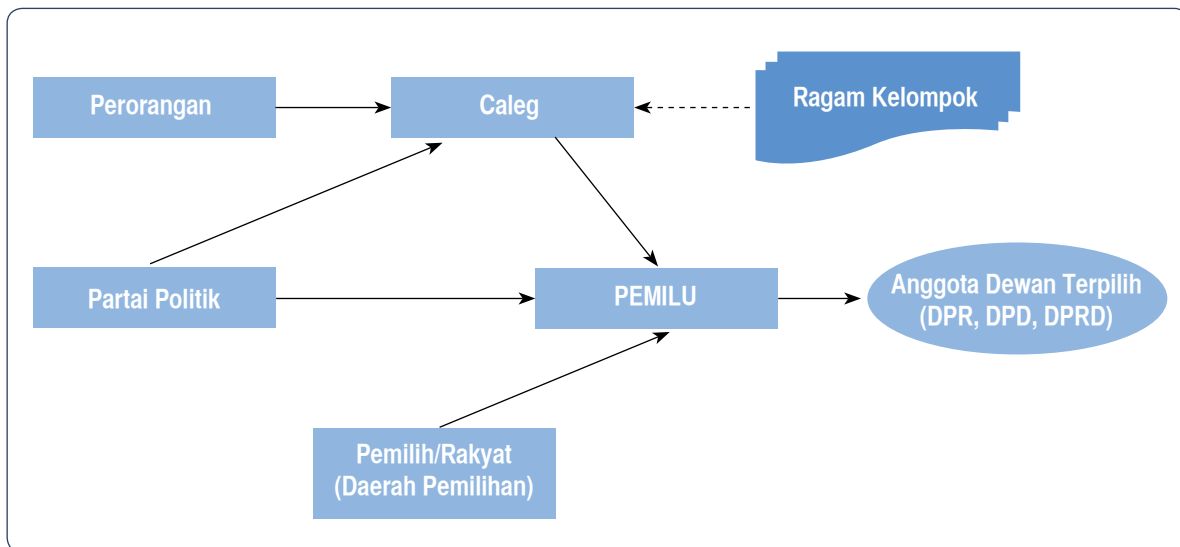 Perorangan
Caleg
Ragam Kelompok
Partai Politik
PEMILU
Anggota Dewan Terpilih
(DPR, DPD, DPRD)
Pemilih/Rakyat
(Daerah Pemilihan)